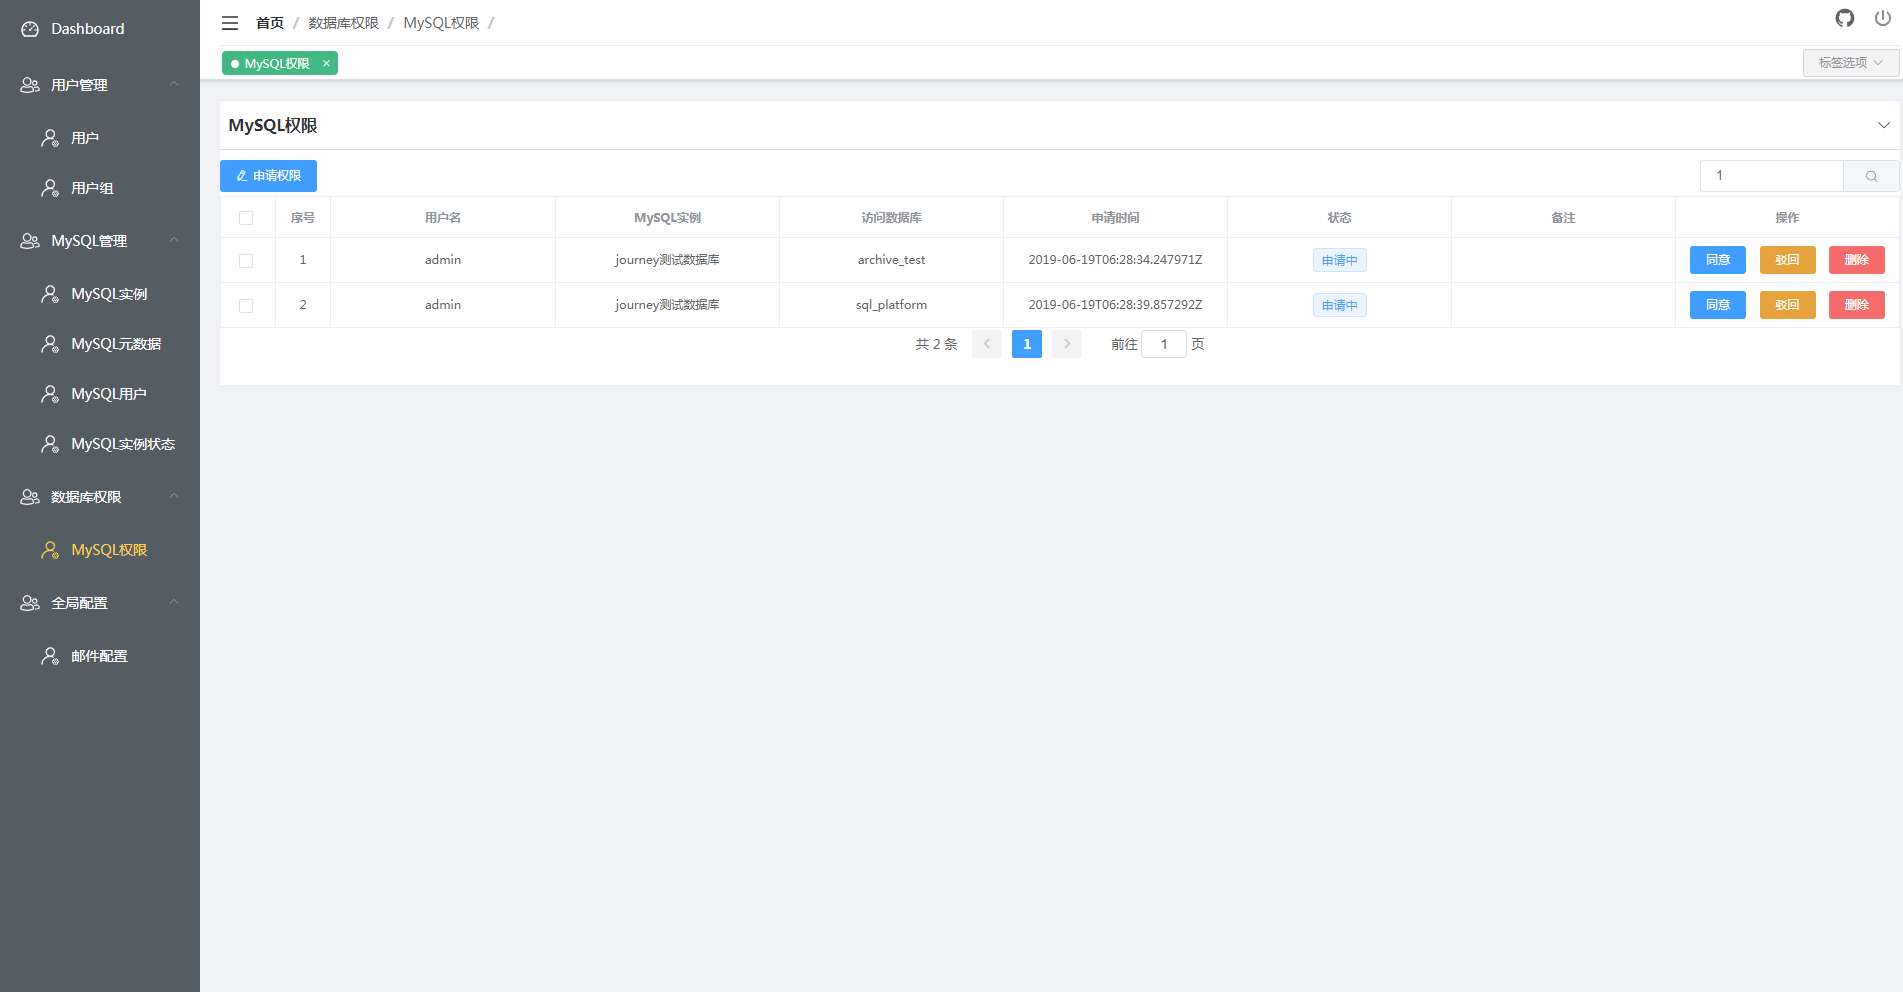 Dashboard
用户管理
用户
用户组
MySQL管理
MySQL实例
MySQL元数据
MySQL用户
MySQL实例状态
数据库权限
MySQL权限
全局配置
邮件配置
首页 / 数据库权限 / MySQL权限 /
MySQL权限 ×
标签选项
MySQL权限
申请权限
1
序号 用户名 MySQL实例 访问数据库 申请时间 状态 备注 操作
1 admin journey测试数据库 archive_test 2019-06-19T06:28:34.247971Z 申请中 同意 驳回 删除
2 admin journey测试数据库 sql_platform 2019-06-19T06:28:39.857292Z 申请中 同意 驳回 删除
共 2 条 1 前往 1 页